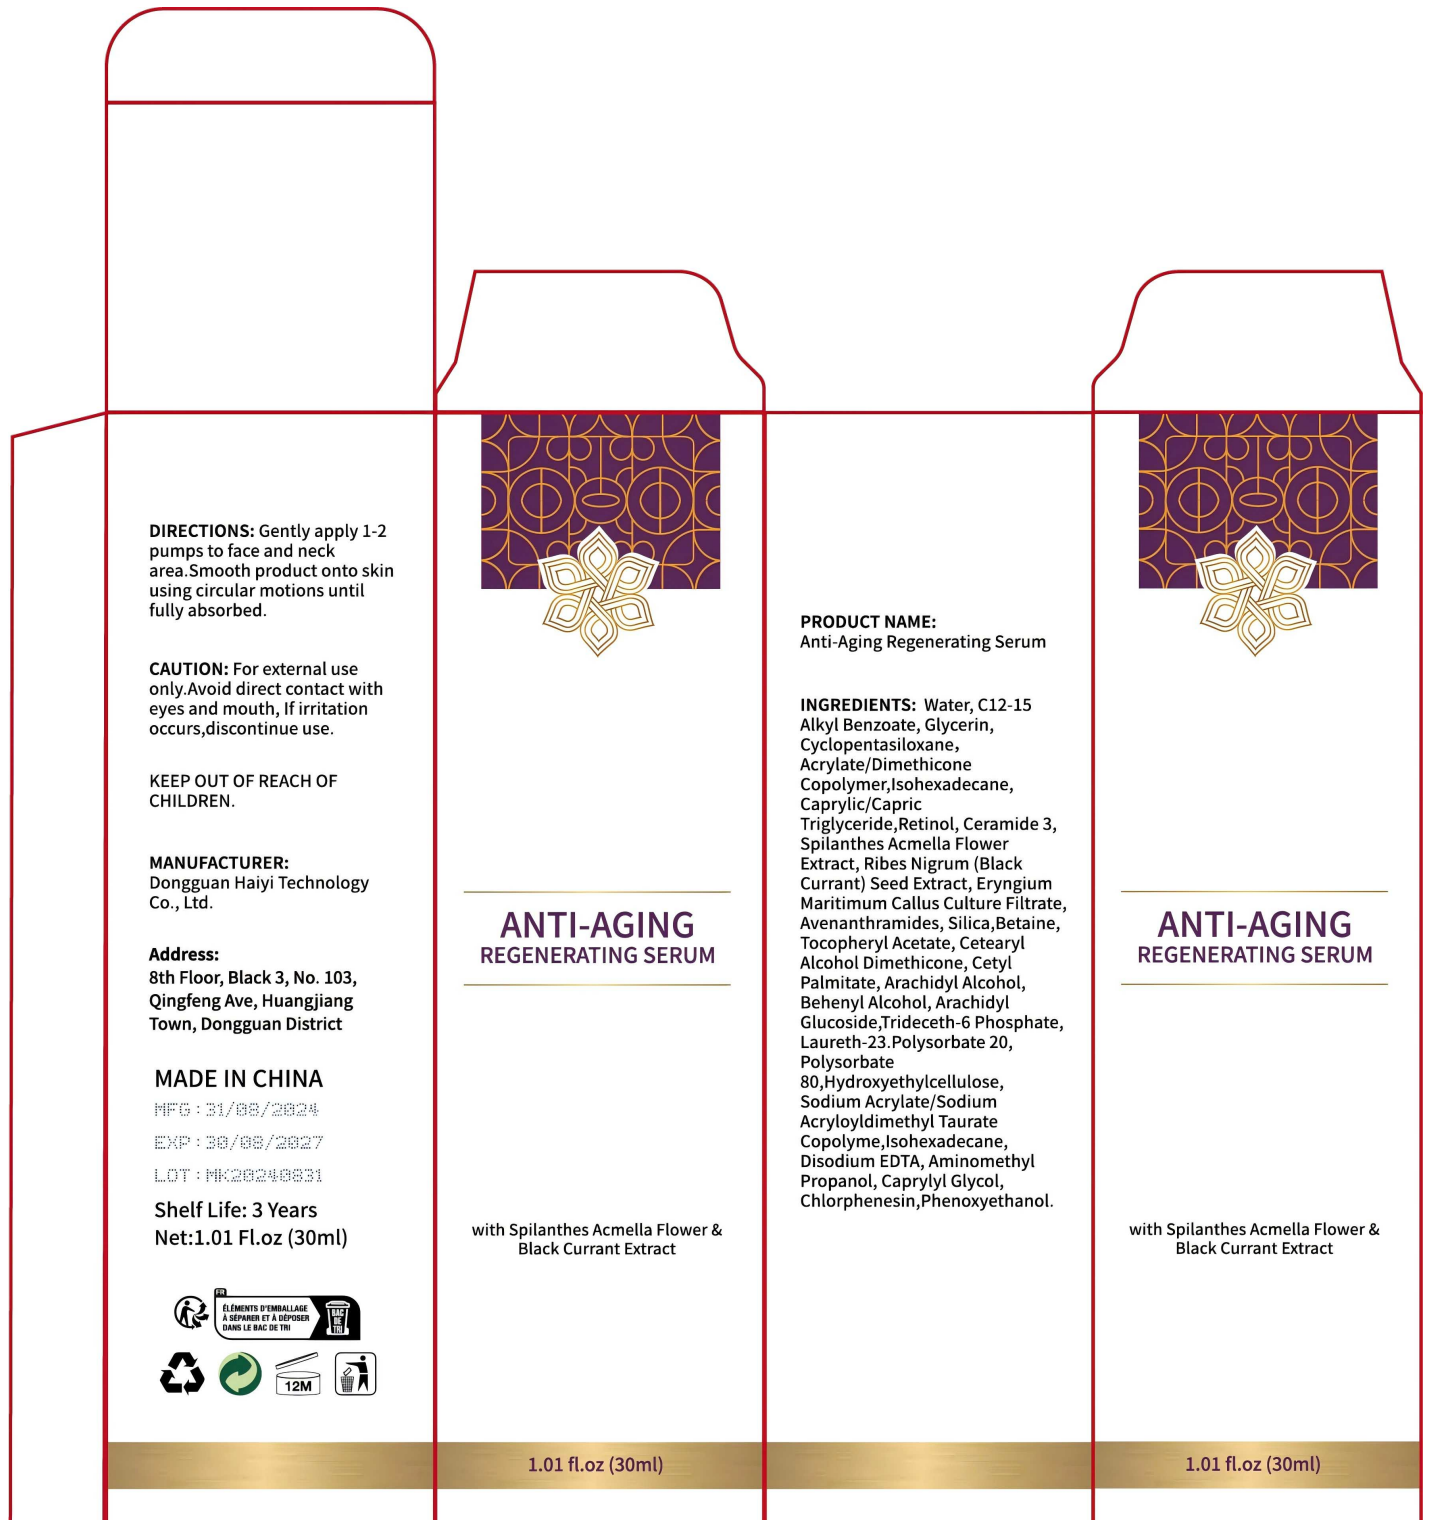 DIRECTIONS: Gently apply 1-2
pumps to face and neck
area.Smooth product onto skin
using circular motions until
fully absorbed.
CAUTION: For external use
only.Avoid direct contact with
eyes and mouth, If irritation
occurs,discontinue use.
KEEP OUT OF REACH OF
CHILDREN.
MANUFACTURER:
Dongguan Haiyi Technology
Co., Ltd.
Address:
8th Floor, Black 3, No. 103,
Qingfeng Ave, Huangjiang
Town, Dongguan District
MADE IN CHINA
MFG:31/08/2024
EXP:30/08/2027
LOT:MK20240831
Shelf Life: 3 Years
Net:1.01 Fl.oz (30ml)
FR
ÉLÉMENTS D'EMBALLAGE
À SÉPARER ET À DÉPOSER
DANS LE BAC DE TRI
BAC
DE
TRI
12M
ANTI-AGING
REGENERATING SERUM
with Spilanthes Acmella Flower &
Black Currant Extract
1.01 fl.oz (30ml)
PRODUCT NAME:
Anti-Aging Regenerating Serum
INGREDIENTS: Water, C12-15
Alkyl Benzoate, Glycerin,
Cyclopentasiloxane,
Acrylate/Dimethicone
Copolymer,Isohexadecane,
Caprylic/Capric
Triglyceride,Retinol, Ceramide 3,
Spilanthes Acmella Flower
Extract, Ribes Nigrum (Black
Currant) Seed Extract, Eryngium
Maritimum Callus Culture Filtrate,
Avenanthramides, Silica,Betaine,
Tocopheryl Acetate, Cetearyl
Alcohol Dimethicone, Cetyl
Palmitate, Arachidyl Alcohol,
Behenyl Alcohol, Arachidyl
Glucoside,Trideceth-6 Phosphate,
Laureth-23.Polysorbate 20,
Polysorbate
80,Hydroxyethylcellulose,
Sodium Acrylate/Sodium
Acryloyldimethyl Taurate
Copolyme,Isohexadecane,
Disodium EDTA, Aminomethyl
Propanol, Caprylyl Glycol,
Chlorphenesin,Phenoxyethanol.
ANTI-AGING
REGENERATING SERUM
with Spilanthes Acmella Flower &
Black Currant Extract
1.01 fl.oz (30ml)